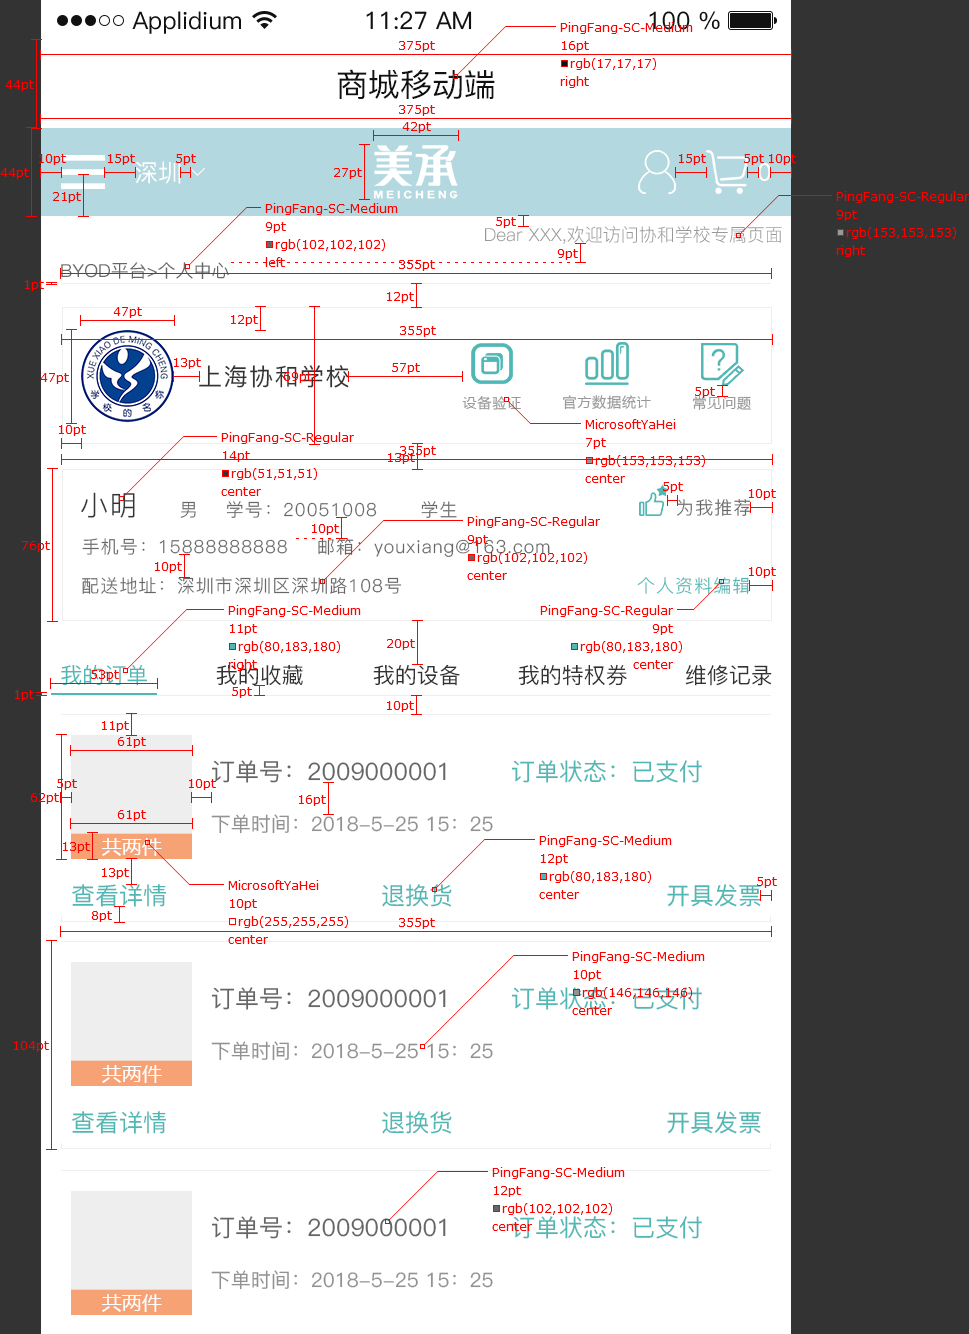 ●●●○○ Applidium 11:27 AM 100 %
PingFang-SC-Medium
16pt
rgb(17,17,17)
right
375pt
44pt
商城移动端
375pt
42pt
10pt 15pt 5pt 15pt 5pt 10pt
44pt
深圳
美承
MEICHENG
0
27pt
21pt
PingFang-SC-Regular
9pt
rgb(153,153,153)
right
PingFang-SC-Medium
9pt
rgb(102,102,102)
left
5pt
Dear XXX,欢迎访问协和学校专属页面
9pt
BYOD平台>个人中心
355pt
1pt
12pt
47pt
12pt
355pt
XUE XIAO DE MING CHENG
学校的名称
13pt
57pt
47pt
上海协和学校
69pt
5pt
设备验证 官方数据统计 常见问题
10pt
MicrosoftYaHei
7pt
rgb(153,153,153)
center
PingFang-SC-Regular
14pt
rgb(51,51,51)
center
355pt
13pt
5pt
10pt
小明 男 学号：20051008 学生 为我推荐
PingFang-SC-Regular
9pt
rgb(102,102,102)
center
10pt
76pt
手机号：15888888888 邮箱：youxiang@163.com
10pt
10pt
配送地址：深圳市深圳区深圳路108号 个人资料编辑
PingFang-SC-Medium
11pt
rgb(80,183,180)
right
PingFang-SC-Regular
9pt
rgb(80,183,180)
center
20pt
我的订单 我的收藏 我的设备 我的特权券 维修记录
53pt
1pt
5pt
10pt
11pt
61pt
订单号：2009000001 订单状态：已支付
5pt
10pt
62pt
16pt
61pt
下单时间：2018-5-25 15：25
13pt
共两件
PingFang-SC-Medium
12pt
rgb(80,183,180)
center
13pt
MicrosoftYaHei
10pt
rgb(255,255,255)
center
5pt
查看详情 退换货 开具发票
8pt
355pt
PingFang-SC-Medium
10pt
rgb(146,146,146)
center
订单号：2009000001 订单状态：已支付
104pt
下单时间：2018-5-25 15：25
共两件
查看详情 退换货 开具发票
PingFang-SC-Medium
12pt
rgb(102,102,102)
center
订单号：2009000001 订单状态：已支付
下单时间：2018-5-25 15：25
共两件